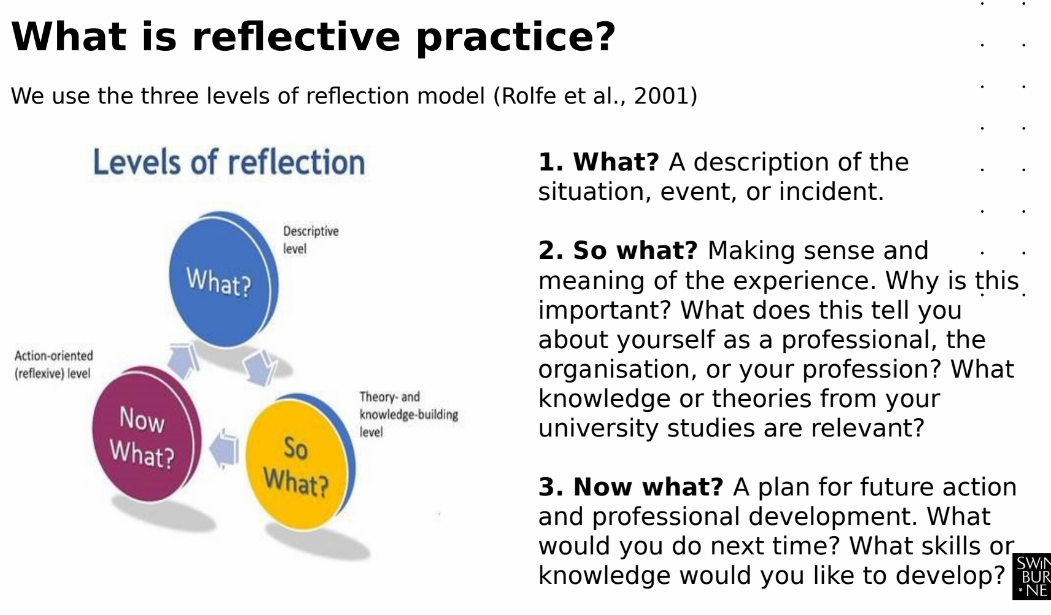 What is reflective practice?
We use the three levels of reflection model (Rolfe et al., 2001)
Levels of reflection
Descriptive
level
What?
Action-oriented
(reflexive) level
Now
What?
Theory- and
knowledge-building
level
So
What?
1. What? A description of the
situation, event, or incident.
2. So what? Making sense and
meaning of the experience. Why is this
important? What does this tell you
about yourself as a professional, the
organisation, or your profession? What
knowledge or theories from your
university studies are relevant?
3. Now what? A plan for future action
and professional development. What
would you do next time? What skills or
knowledge would you like to develop?
SWIN
BUR
*NE